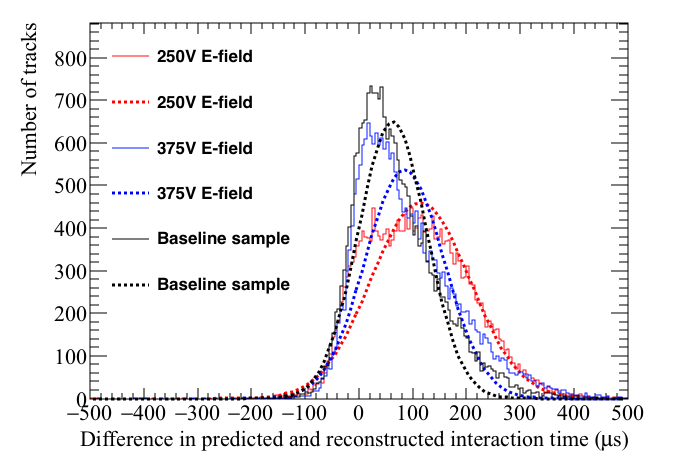 Number of tracks
800
700
600
500
400
300
200
100
0
250V E-field
250V E-field
375V E-field
375V E-field
Baseline sample
Baseline sample
−500 −400 −300 −200 −100 0 100 200 300 400 500
Difference in predicted and reconstructed interaction time (μs)